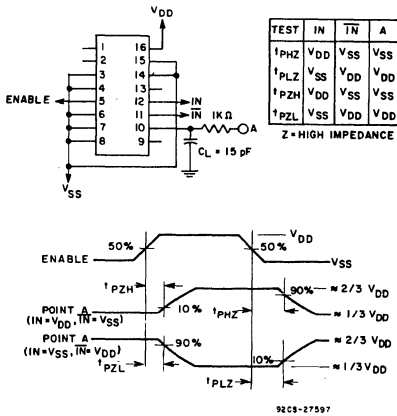 VDD
1 16
2 15
3 14
4 13
ENABLE 5 12 IN
6 11 I̅N̅ 1KΩ
7 10 A
8 9
CL = 15 pF
VSS
TEST IN I̅N̅ A
tPHZ VDD VSS VSS
tPLZ VSS VDD VDD
tPZH VDD VSS VSS
tPZL VSS VDD VDD
Z = HIGH IMPEDANCE
VDD
50% 50%
ENABLE VSS
tPZH 90% ≈ 2/3 VDD
POINT A 10% tPHZ ≈ 1/3 VDD
(IN=VDD, I̅N̅=VSS)
POINT A 90% ≈ 2/3 VDD
(IN=VSS, I̅N̅=VDD) 10%
tPZL ≈ 1/3 VDD
tPLZ
92CS-27597